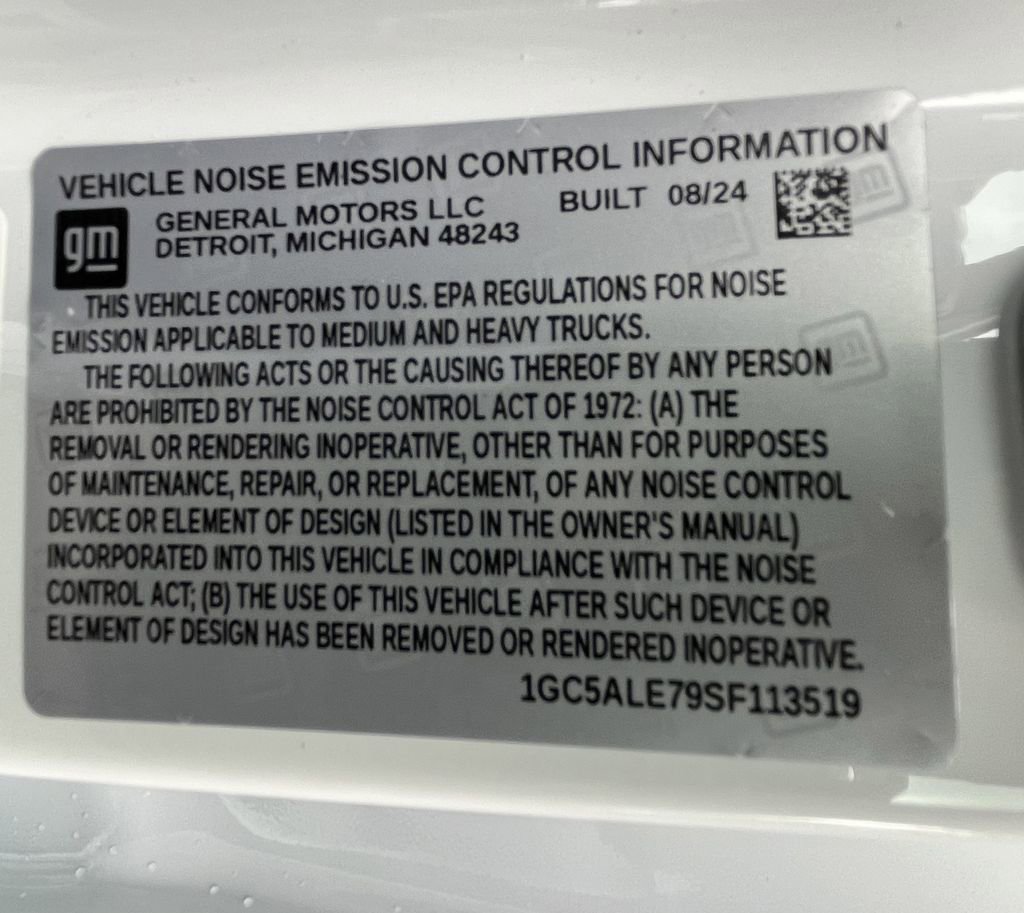 VEHICLE NOISE EMISSION CONTROL INFORMATION
gm
GENERAL MOTORS LLC BUILT 08/24
DETROIT, MICHIGAN 48243
THIS VEHICLE CONFORMS TO U.S. EPA REGULATIONS FOR NOISE
EMISSION APPLICABLE TO MEDIUM AND HEAVY TRUCKS.
THE FOLLOWING ACTS OR THE CAUSING THEREOF BY ANY PERSON
ARE PROHIBITED BY THE NOISE CONTROL ACT OF 1972: (A) THE
REMOVAL OR RENDERING INOPERATIVE, OTHER THAN FOR PURPOSES
OF MAINTENANCE, REPAIR, OR REPLACEMENT, OF ANY NOISE CONTROL
DEVICE OR ELEMENT OF DESIGN (LISTED IN THE OWNER'S MANUAL)
INCORPORATED INTO THIS VEHICLE IN COMPLIANCE WITH THE NOISE
CONTROL ACT; (B) THE USE OF THIS VEHICLE AFTER SUCH DEVICE OR
ELEMENT OF DESIGN HAS BEEN REMOVED OR RENDERED INOPERATIVE.
1GC5ALE79SF113519